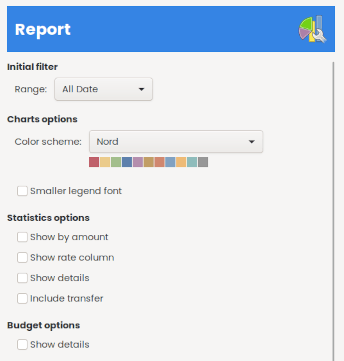 Report
Initial filter
Range: All Date
Charts options
Color scheme: Nord
Smaller legend font
Statistics options
Show by amount
Show rate column
Show details
Include transfer
Budget options
Show details